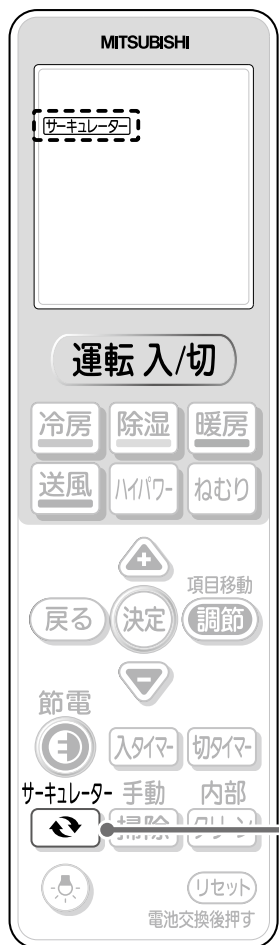 MITSUBISHI
サーキュレーター
運転 入/切
冷房 除湿 暖房
送風 ハイパワー ねむり
項目移動
戻る 決定 調節
節電
入タイマー 切タイマー
サーキュレーター 手動 内部
掃除 クリーン
リセット
電池交換後押す